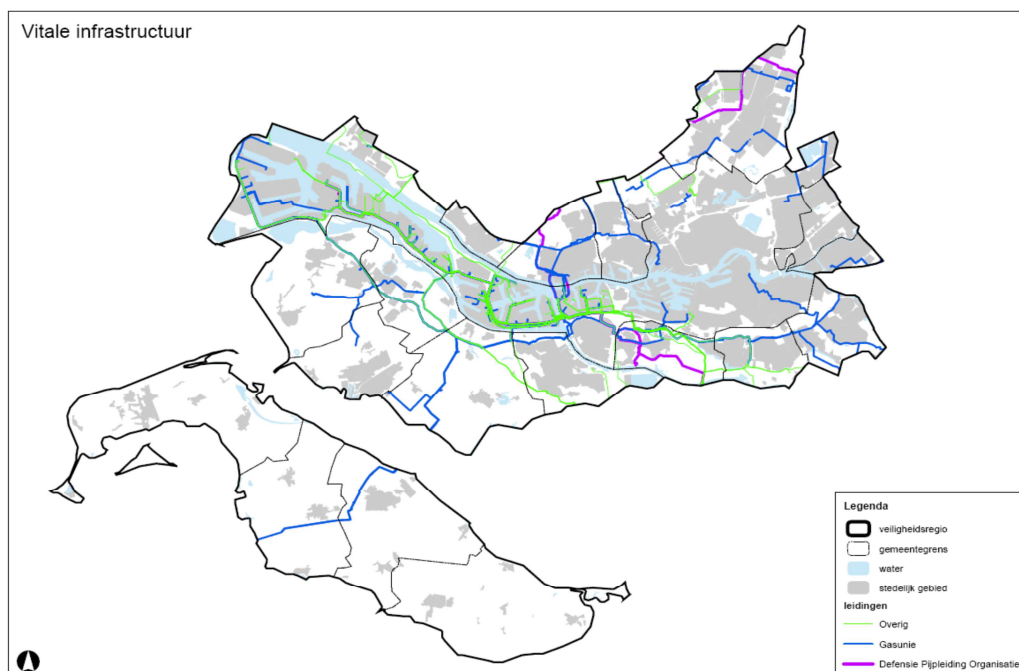 Vitale infrastructuur
Legenda
veiligheidsregio
gemeentegrens
water
stedelijk gebied
leidingen
Overig
Gasunie
Defensie Pijpleiding Organisatie